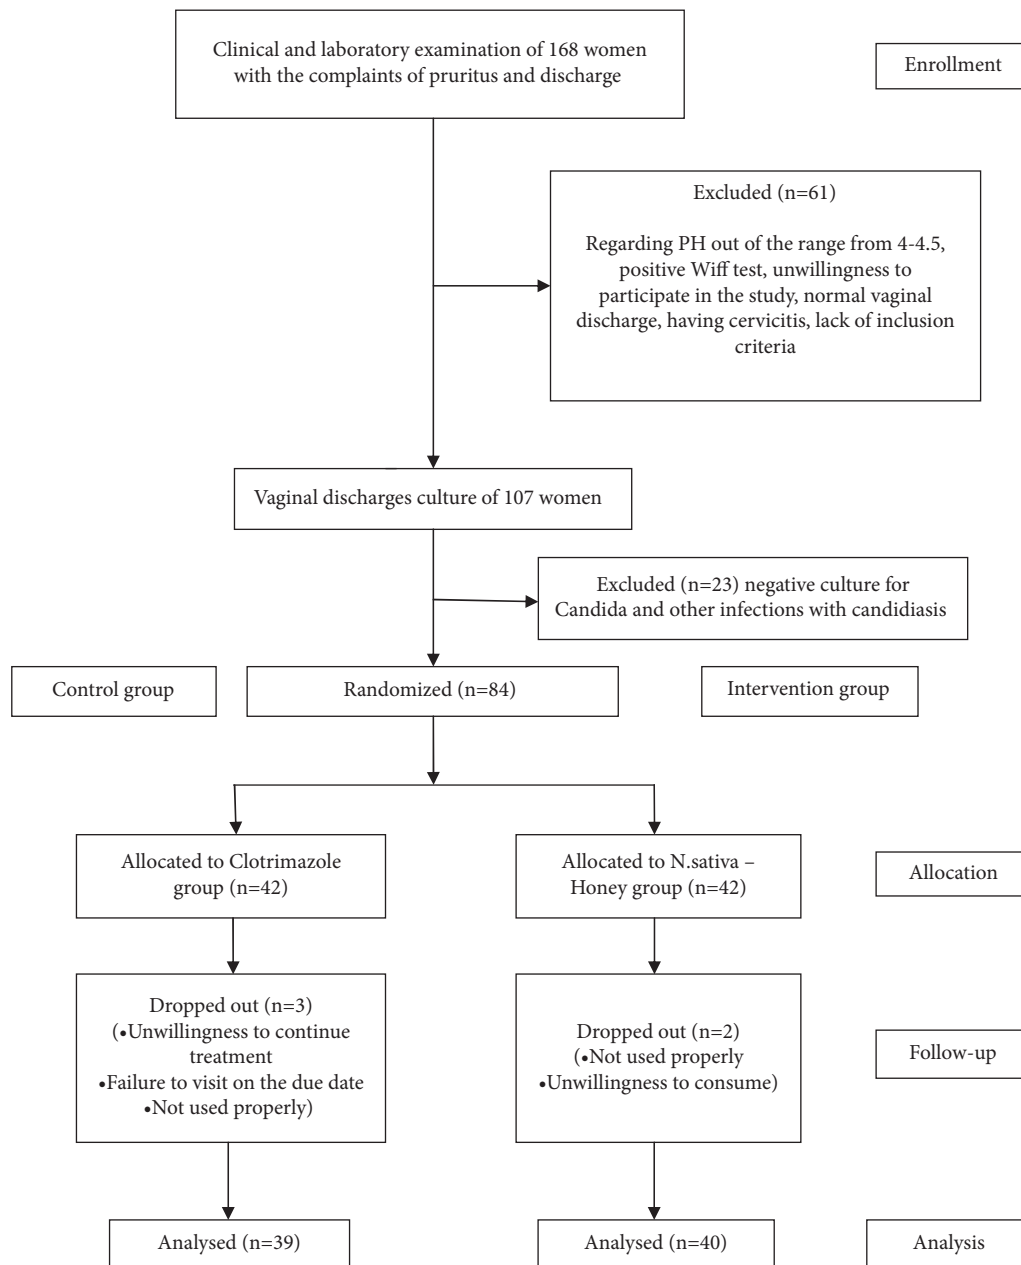 Clinical and laboratory examination of 168 women
with the complaints of pruritus and discharge
Enrollment
Excluded (n=61)
Regarding PH out of the range from 4-4.5,
positive Wiff test, unwillingness to
participate in the study, normal vaginal
discharge, having cervicitis, lack of inclusion
criteria
Vaginal discharges culture of 107 women
Excluded (n=23) negative culture for
Candida and other infections with candidiasis
Control group
Randomized (n=84)
Intervention group
Allocated to Clotrimazole
group (n=42)
Allocated to N.sativa –
Honey group (n=42)
Allocation
Dropped out (n=3)
(•Unwillingness to continue
treatment
•Failure to visit on the due date
•Not used properly)
Dropped out (n=2)
(•Not used properly
•Unwillingness to consume)
Follow-up
Analysed (n=39)
Analysed (n=40)
Analysis